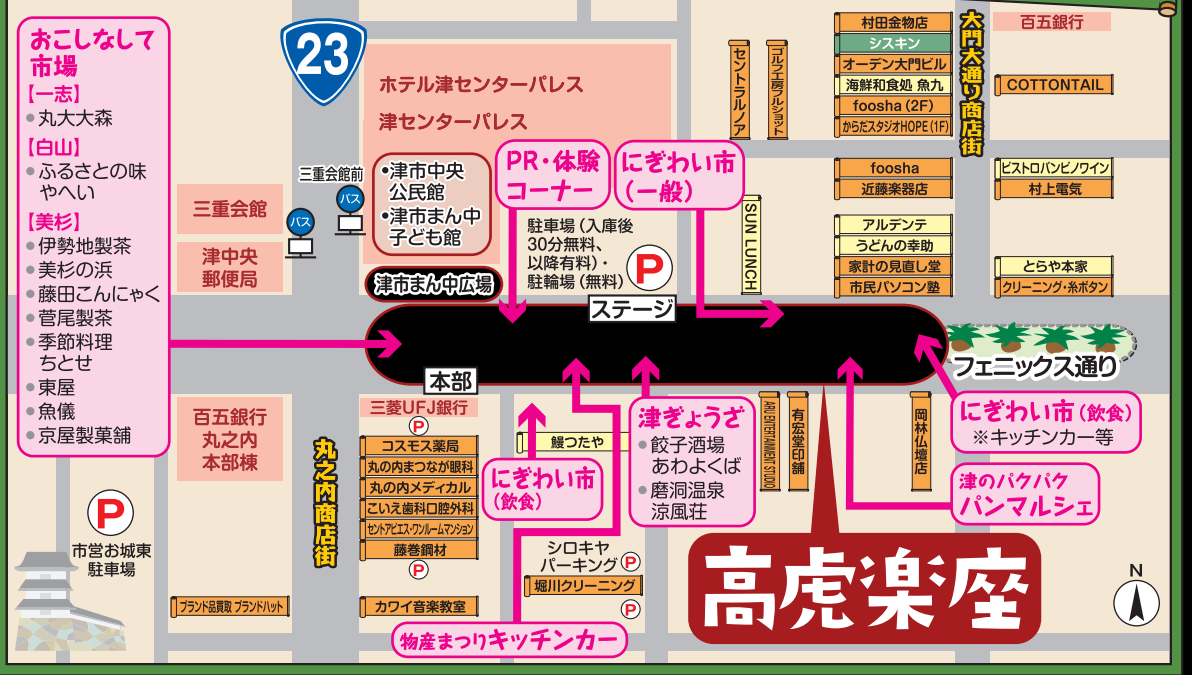 おこしなして
市場
【一志】
●丸大大森
【白山】
●ふるさとの味
やへい
【美杉】
●伊勢地製茶
●美杉の浜
●藤田こんにゃく
●菅尾製茶
●季節料理
ちとせ
●東屋
●魚儀
●京屋製菓舗
23
ホテル津センターパレス
津センターパレス
三重会館前
バス
バス
三重会館
津中央
郵便局
•津市中央
公民館
•津市まん中
子ども館
津市まん中広場
PR・体験
コーナー
にぎわい市
(一般)
駐車場(入庫後
30分無料、
以降有料)・
駐輪場(無料)
P
ステージ
セントラルノア
ゴルフ工房フルショット
SUN LUNCH
村田金物店
シスキン
オーデン大門ビル
海鮮和食処 魚九
foosha(2F)
からだスタジオHOPE(1F)
foosha
近藤楽器店
アルデンテ
うどんの幸助
家計の見直し堂
市民パソコン塾
大門大通り商店街
百五銀行
COTTONTAIL
ビストロバンビノワイン
村上電気
とらや本家
クリーニング・糸ボタン
フェニックス通り
本部
百五銀行
丸之内
本部棟
P
市営お城東
駐車場
ブランド品買取 ブランドハット
丸之内商店街
三菱UFJ銀行
P
コスモス薬局
丸の内まつなが眼科
丸の内メディカル
こいえ歯科口腔外科
セントアビエス・ワンルームマンション
藤巻鋼材
P
カワイ音楽教室
鰻つたや
にぎわい市
(飲食)
津ぎょうざ
●餃子酒場
あわよくば
●磨洞温泉
涼風荘
シロキヤ
パーキング
P
堀川クリーニング
P
物産まつりキッチンカー
ARI ENTERTAINMENT STUDIO
有宏堂印舗
岡林仏壇店
にぎわい市(飲食)
※キッチンカー等
津のパクパク
パンマルシェ
高虎楽座
N